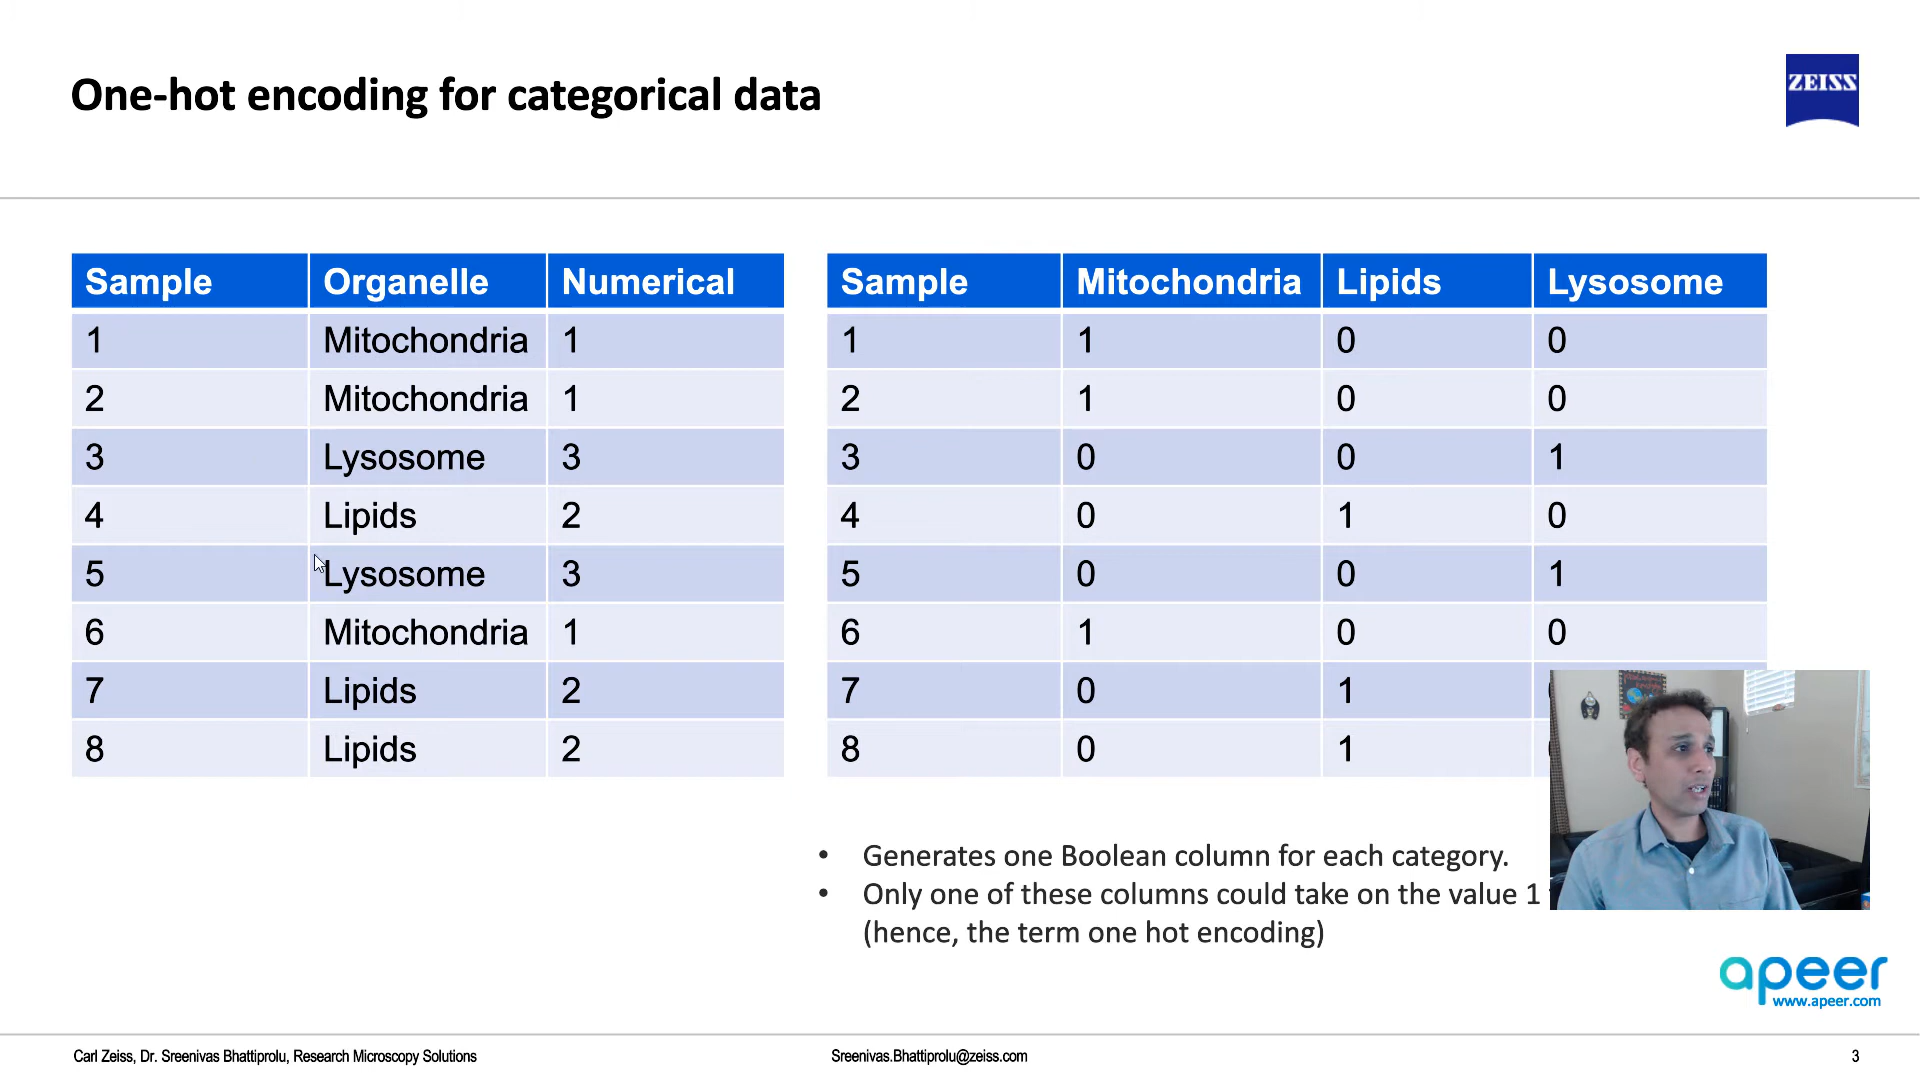 One-hot encoding for categorical data
ZEISS
Sample Organelle Numerical
1 Mitochondria 1
2 Mitochondria 1
3 Lysosome 3
4 Lipids 2
5 Lysosome 3
6 Mitochondria 1
7 Lipids 2
8 Lipids 2
Sample Mitochondria Lipids Lysosome
1 1 0 0
2 1 0 0
3 0 0 1
4 0 1 0
5 0 0 1
6 1 0 0
7 0 1
8 0 1
• Generates one Boolean column for each category.
• Only one of these columns could take on the value 1
(hence, the term one hot encoding)
apeer
www.apeer.com
Carl Zeiss, Dr. Sreenivas Bhattiprolu, Research Microscopy Solutions
Sreenivas.Bhattiprolu@zeiss.com
3